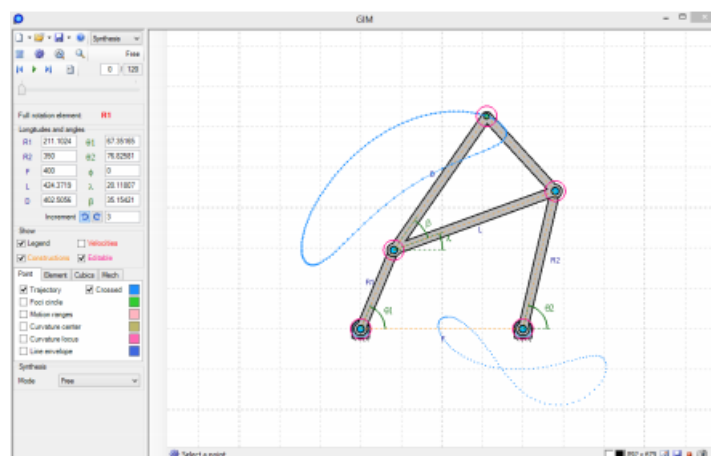 GIM
Synthesis
Free
0 / 120
Full rotation element R1
Longitudes and angles
R1 211.1024 θ1 67.35165
R2 350 θ2 76.82581
F 400 ϕ 0
L 424.3719 λ 20.11807
D 402.5056 β 35.15421
Increment 3
Show
Legend Velocities
Constructions Editable
Point Element Cubics Mech
Trajectory Crossed
Foci circle
Motion ranges
Curvature center
Curvature locus
Line envelope
Synthesis
Mode Free
D
β
λ
L
R1
R2
θ1
θ2
F
Select a point